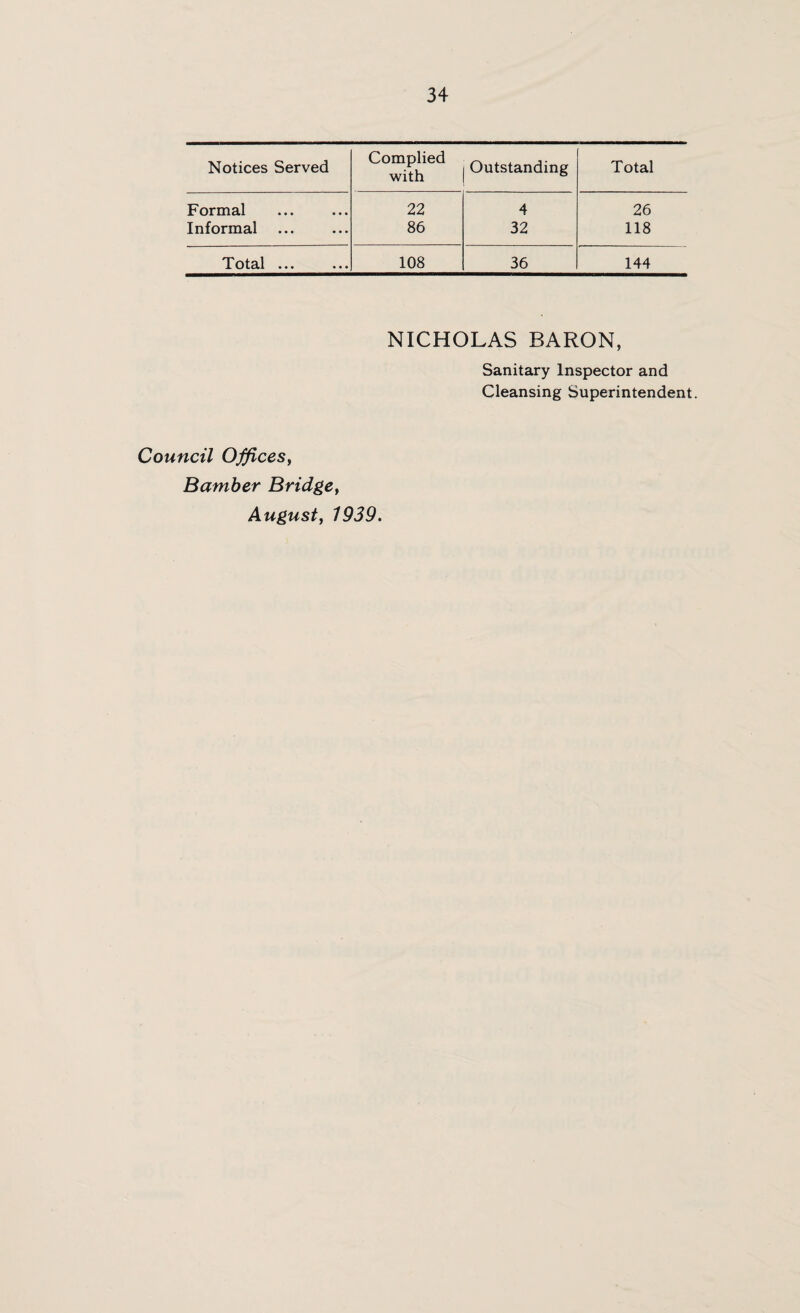 34
Notices Served Complied with Outstanding Total
Formal ... ... 22 4 26
Informal ... ... 86 32 118
Total ... ... 108 36 144
NICHOLAS BARON,
Sanitary Inspector and
Cleansing Superintendent.
Council Offices,
Bamber Bridge,
August, 1939.